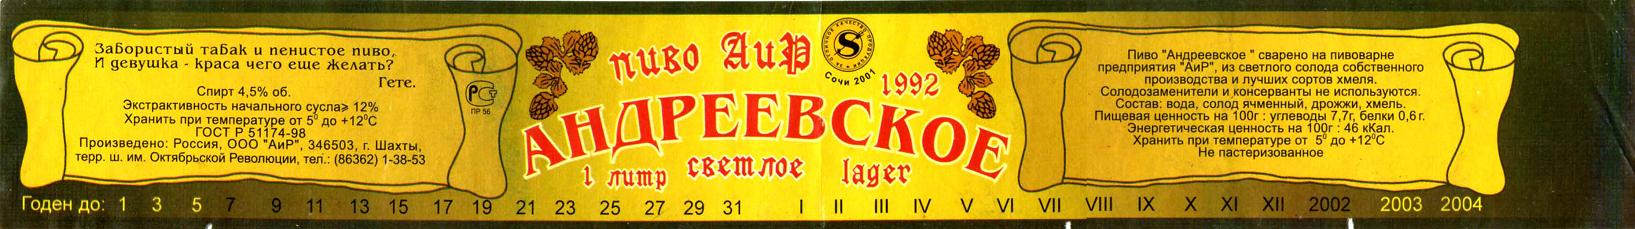 Забористый табак и пенистое пиво,
И девушка - краса чего еще желать?
Гете.
Спирт 4,5% об.
Экстрактивность начального сусла⩾ 12%
Хранить при температуре от 5⁰ до +12⁰С
ГОСТ Р 51174-98
Произведено: Россия, ООО "АиР", 346503, г. Шахты,
терр. ш. им. Октябрьской Революции, тел.: (86362) 1-38-53
ПР 56
пиво АиР
S
Сочи 2001
1992
АНДРЕЕВСКОЕ
1 литр светлое lager
Пиво "Андреевское " сварено на пивоварне
предприятия "АиР", из светлого солода собственного
производства и лучших сортов хмеля.
Солодозаменители и консерванты не используются.
Состав: вода, солод ячменный, дрожжи, хмель.
Пищевая ценность на 100г : углеводы 7,7г, белки 0,6 г.
Энергетическая ценность на 100г : 46 кКал.
Хранить при температуре от 5⁰ до +12⁰С
Не пастеризованное
Годен до: 1 3 5 7 9 11 13 15 17 19 21 23 25 27 29 31 I II III IV V VI VII VIII IX X XI XII 2002 2003 2004